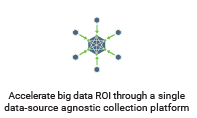 Accelerate big data ROI through a single
data-source agnostic collection platform